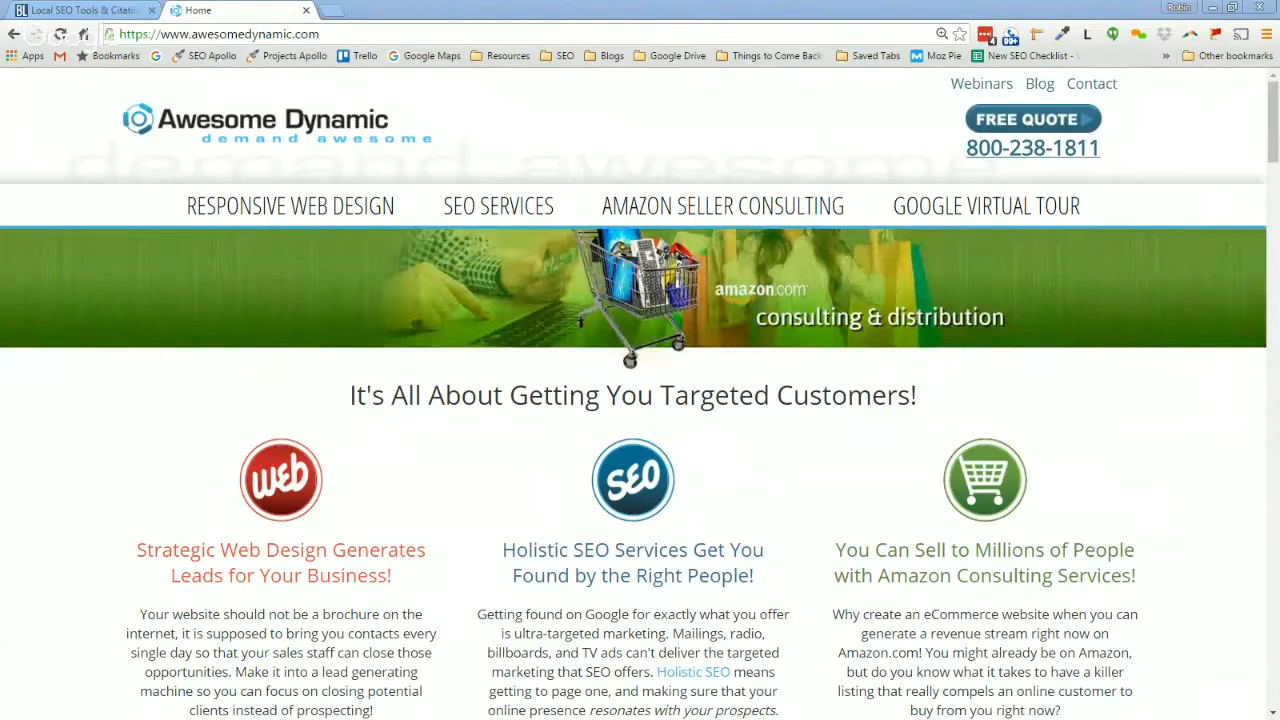 Local SEO Tools & Citatio
Home
Robin
https://www.awesomedynamic.com
Google
Apps
Bookmarks
SEO Apollo
ProjectApollo
Trello
Google Maps
Resources
SEO
Blogs
Google Drive
Things to Come Back
Saved Tabs
Moz Pie
New SEO Checklist -
Other bookmarks
Webinars Blog Contact
Awesome Dynamic
demand awesome
FREE QUOTE
800-238-1811
demand awesome
RESPONSIVE WEB DESIGN
SEO SERVICES
AMAZON SELLER CONSULTING
GOOGLE VIRTUAL TOUR
amazon.com
consulting & distribution
It's All About Getting You Targeted Customers!
Web
SEO
Strategic Web Design Generates
Leads for Your Business!
Your website should not be a brochure on the
internet, it is supposed to bring you contacts every
single day so that your sales staff can close those
opportunities. Make it into a lead generating
machine so you can focus on closing potential
clients instead of prospecting!
Holistic SEO Services Get You
Found by the Right People!
Getting found on Google for exactly what you offer
is ultra-targeted marketing. Mailings, radio,
billboards, and TV ads can't deliver the targeted
marketing that SEO offers. Holistic SEO means
getting to page one, and making sure that your
online presence resonates with your prospects.
You Can Sell to Millions of People
with Amazon Consulting Services!
Why create an eCommerce website when you can
generate a revenue stream right now on
Amazon.com! You might already be on Amazon,
but do you know what it takes to have a killer
listing that really compels an online customer to
buy from you right now?